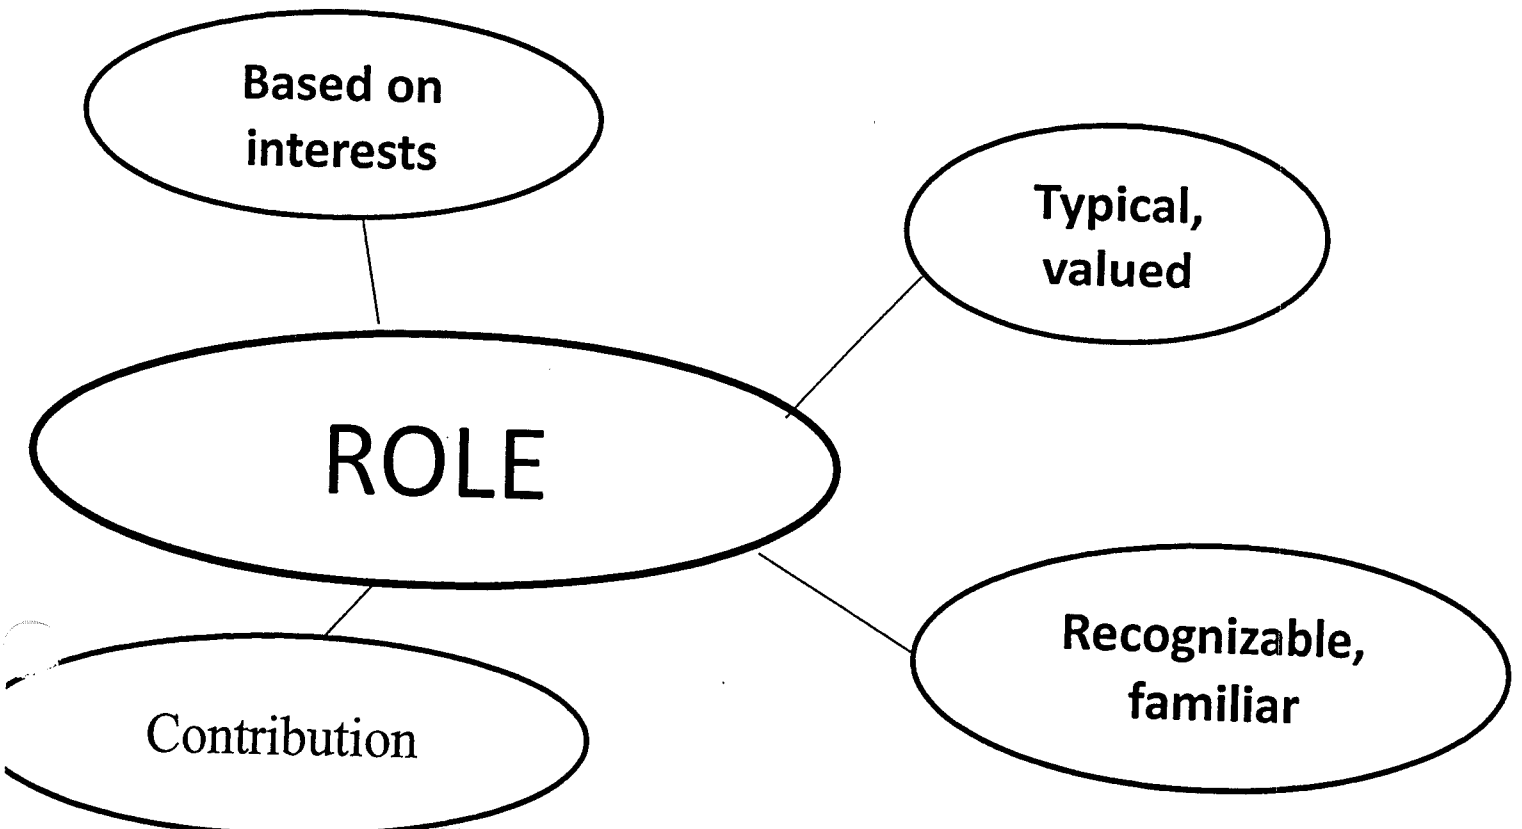 Based on
interests
Typical,
valued
ROLE
Recognizable,
familiar
Contribution